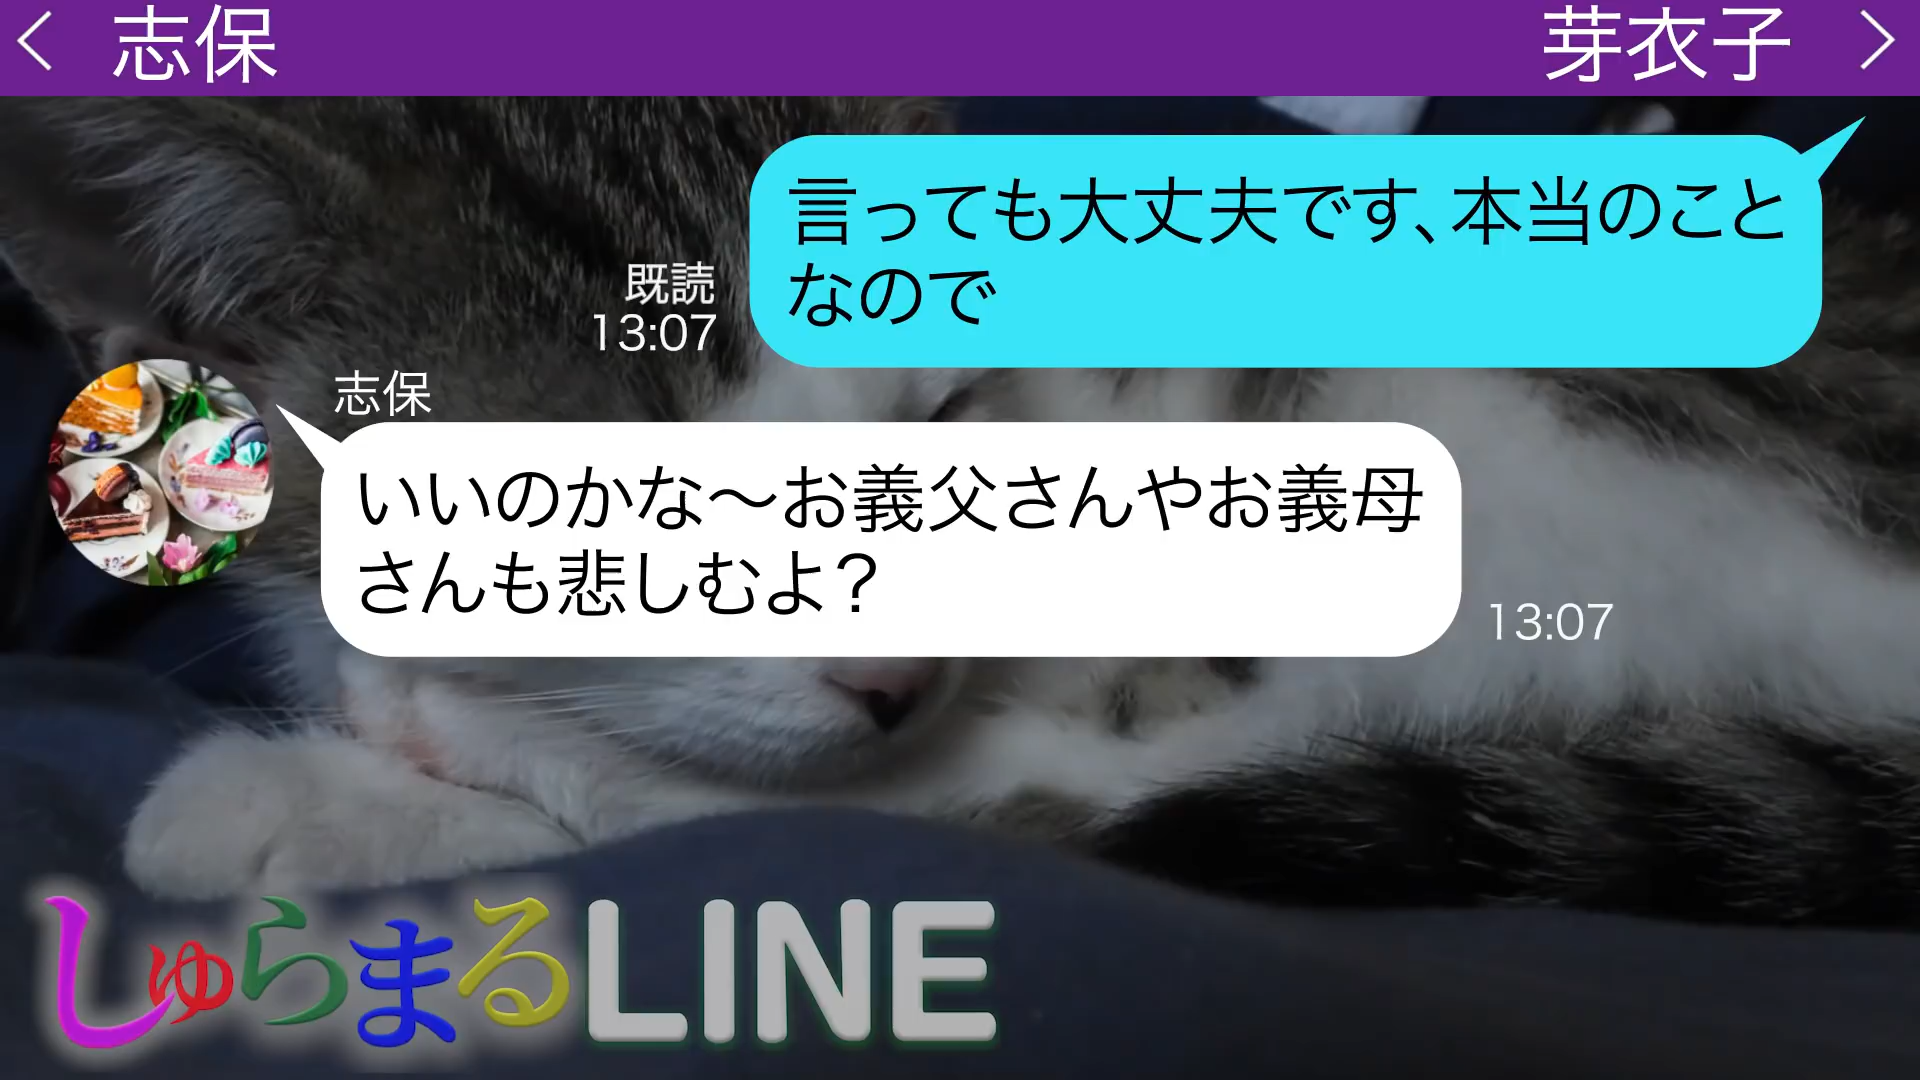 志保
芽衣子
言っても大丈夫です､本当のこと
なので
既読
13:07
志保
いいのかな～お義父さんやお義母
さんも悲しむよ？
13:07
しゅらまるLINE